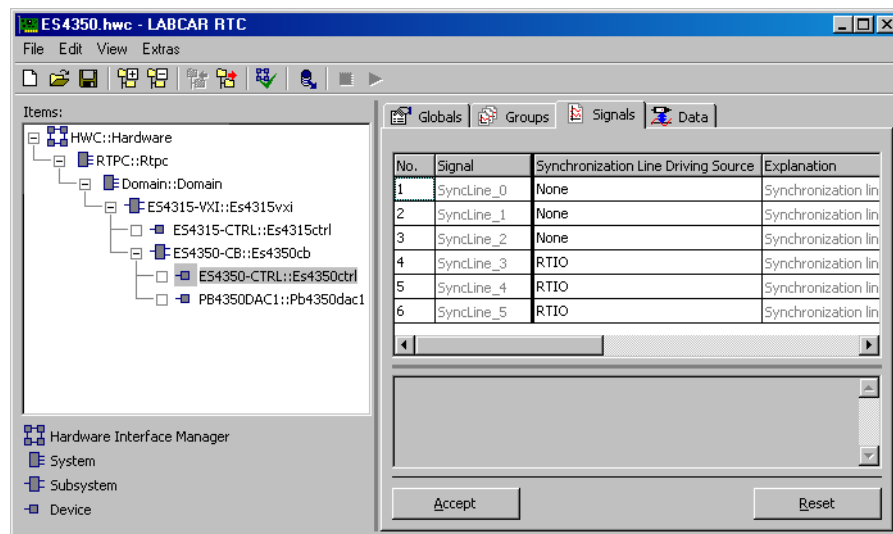 ES4350.hwc - LABCAR RTC
File Edit View Extras
Items:
HWC::Hardware
RTPC::Rtpc
Domain::Domain
ES4315-VXI::Es4315vxi
ES4315-CTRL::Es4315ctrl
ES4350-CB::Es4350cb
ES4350-CTRL::Es4350ctrl
PB4350DAC1::Pb4350dac1
Hardware Interface Manager
System
Subsystem
Device
Globals Groups Signals Data
No. Signal Synchronization Line Driving Source Explanation
1 SyncLine_0 None Synchronization lin
2 SyncLine_1 None Synchronization lin
3 SyncLine_2 None Synchronization lin
4 SyncLine_3 RTIO Synchronization lin
5 SyncLine_4 RTIO Synchronization lin
6 SyncLine_5 RTIO Synchronization lin
Accept Reset